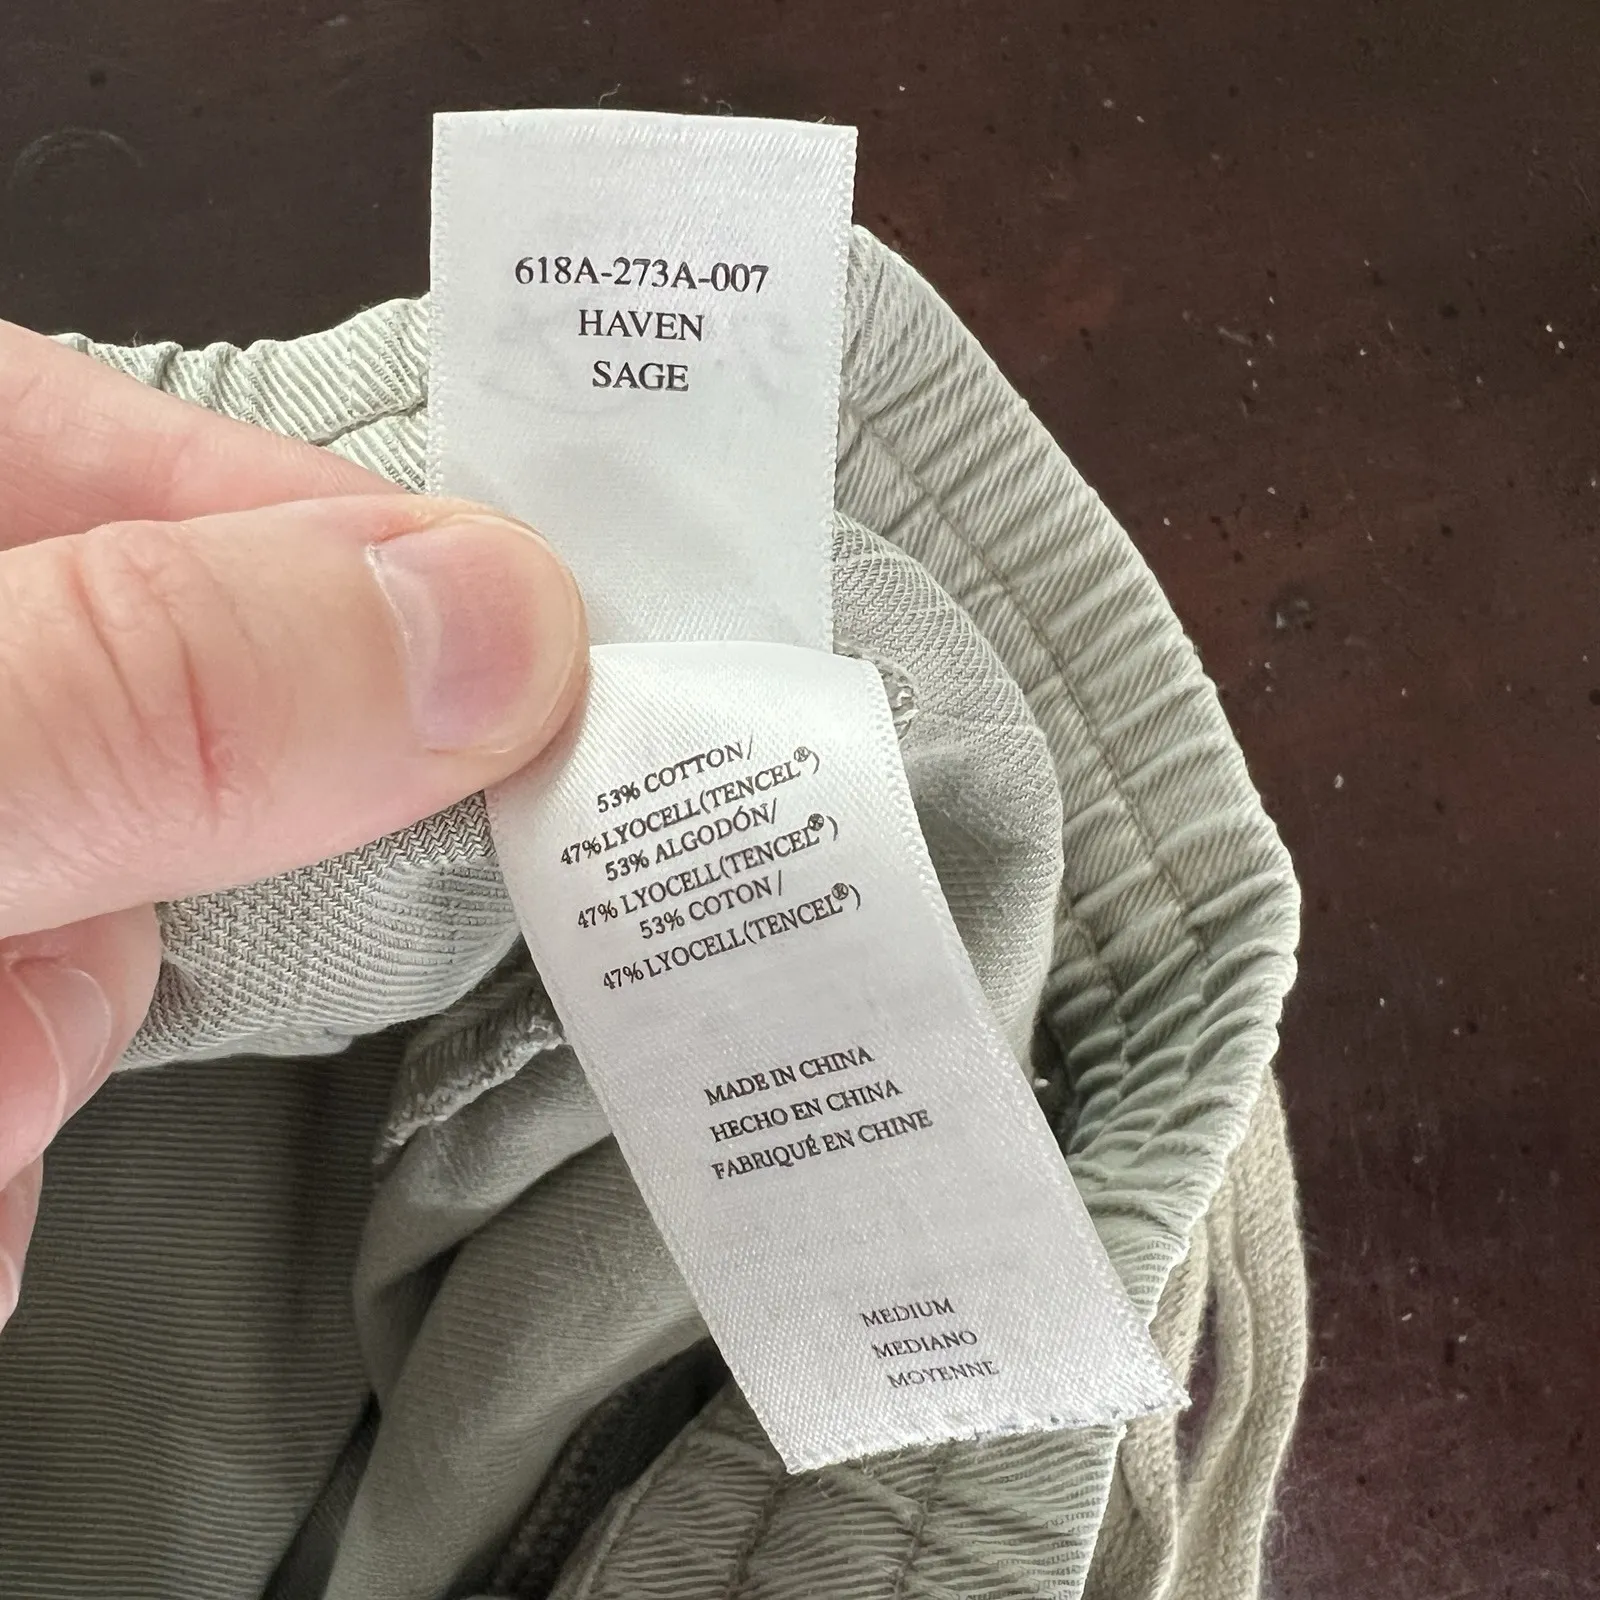 618A-273A-007
HAVEN
SAGE
53% COTTON/
47% LYOCELL(TENCEL®)
53% ALGODÓN/
47% LYOCELL(TENCEL®)
53% COTON/
47% LYOCELL(TENCEL®)
MADE IN CHINA
HECHO EN CHINA
FABRIQUÉ EN CHINE
MEDIUM
MEDIANO
MOYENNE